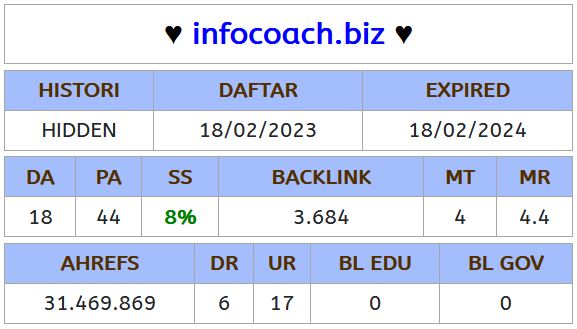 ♥ infocoach.biz ♥
HISTORI DAFTAR EXPIRED
HIDDEN 18/02/2023 18/02/2024
DA PA SS BACKLINK MT MR
18 44 8% 3.684 4 4.4
AHREFS DR UR BL EDU BL GOV
31.469.869 6 17 0 0